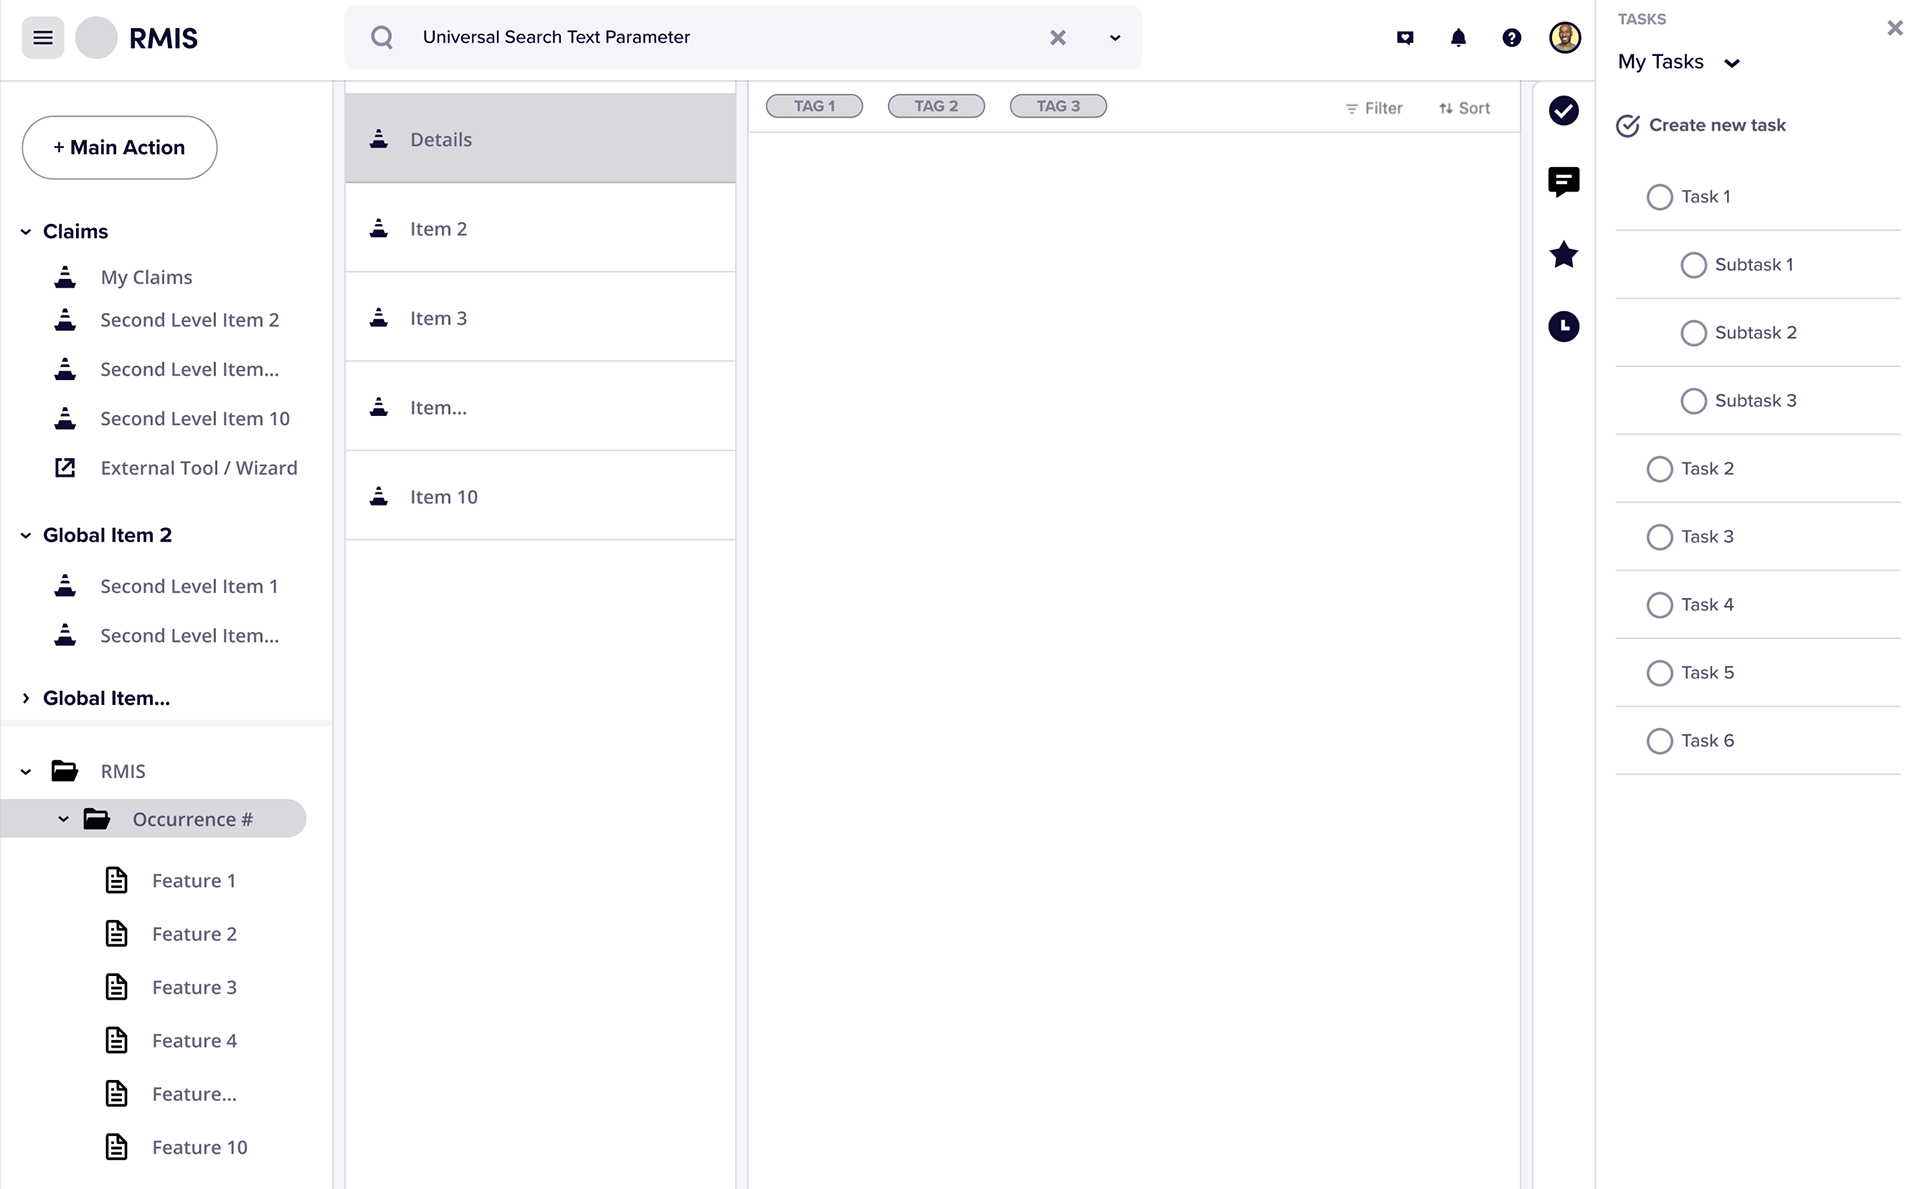 RMIS
Universal Search Text Parameter
+ Main Action
Claims
My Claims
Second Level Item 2
Second Level Item...
Second Level Item 10
External Tool / Wizard
Global Item 2
Second Level Item 1
Second Level Item...
Global Item...
RMIS
Occurrence #
Feature 1
Feature 2
Feature 3
Feature 4
Feature...
Feature 10
Details
Item 2
Item 3
Item...
Item 10
TAG 1 TAG 2 TAG 3 Filter Sort
TASKS
My Tasks
Create new task
Task 1
Subtask 1
Subtask 2
Subtask 3
Task 2
Task 3
Task 4
Task 5
Task 6